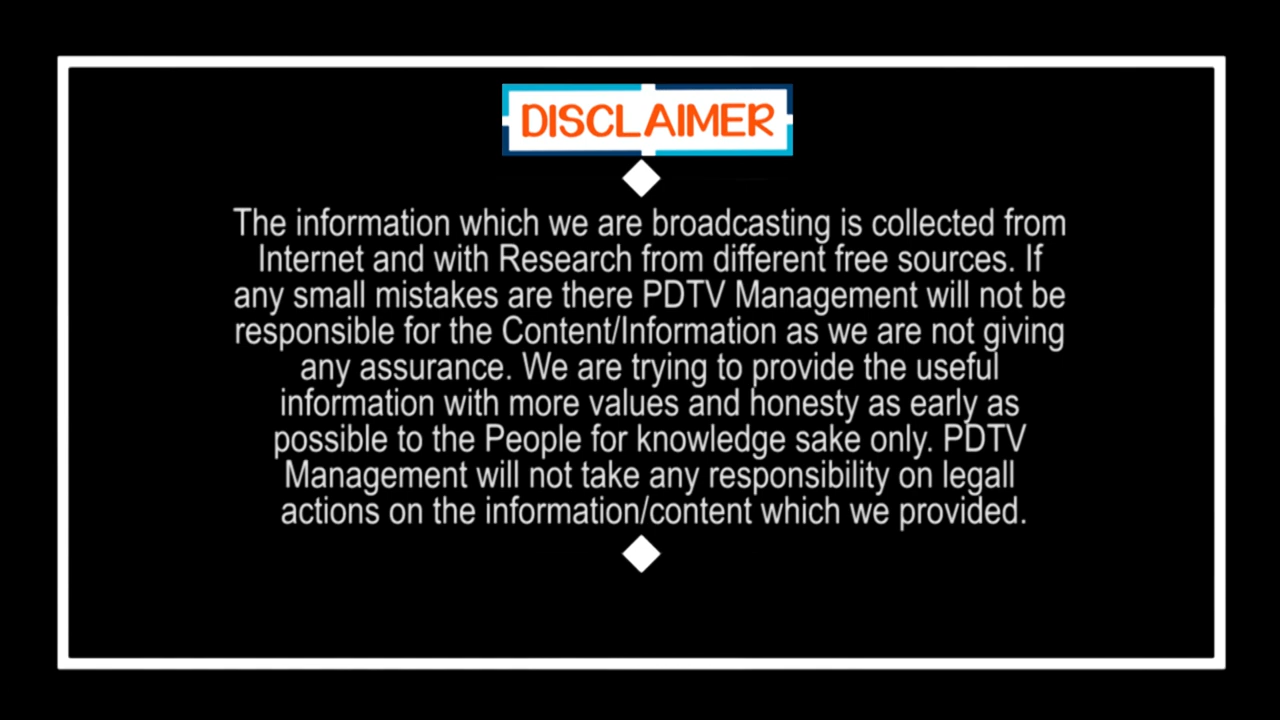 DISCLAIMER
The information which we are broadcasting is collected from
Internet and with Research from different free sources. If
any small mistakes are there PDTV Management will not be
responsible for the Content/Information as we are not giving
any assurance. We are trying to provide the useful
information with more values and honesty as early as
possible to the People for knowledge sake only. PDTV
Management will not take any responsibility on legall
actions on the information/content which we provided.